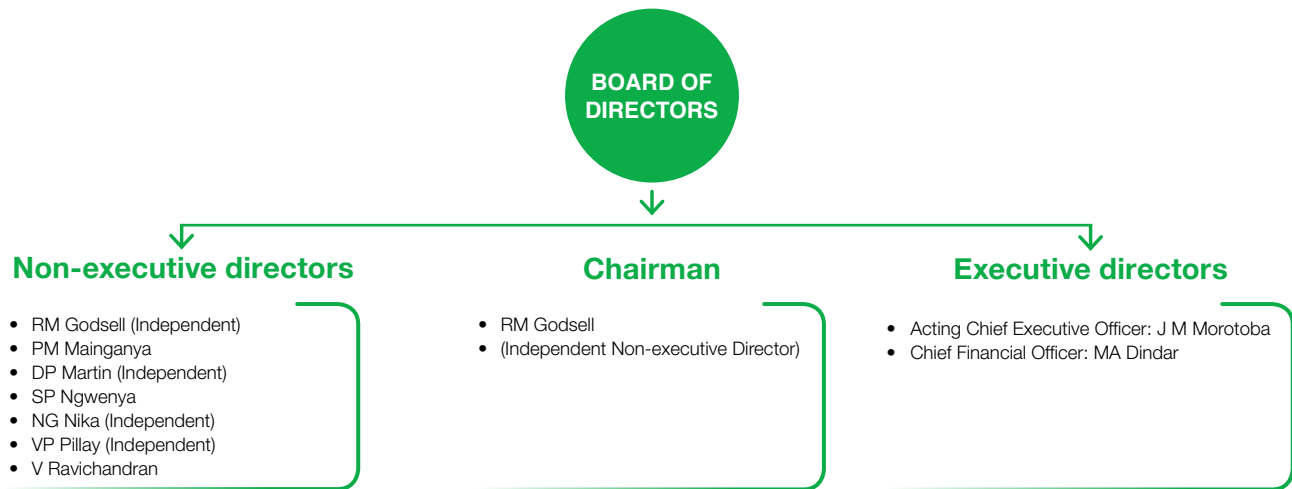 BOARD OF
DIRECTORS
Non-executive directors
• RM Godsell (Independent)
• PM Mainganya
• DP Martin (Independent)
• SP Ngwenya
• NG Nika (Independent)
• VP Pillay (Independent)
• V Ravichandran
Chairman
• RM Godsell
• (Independent Non-executive Director)
Executive directors
• Acting Chief Executive Officer: J M Morotoba
• Chief Financial Officer: MA Dindar